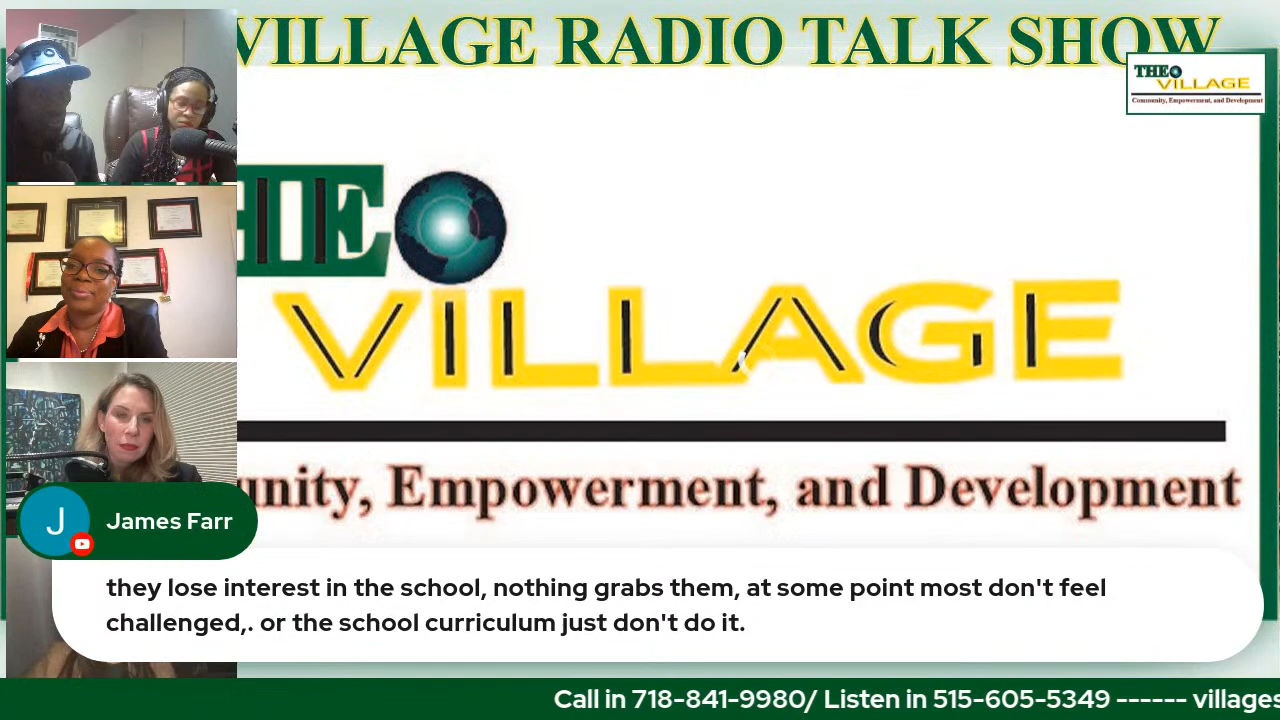 VILLAGE RADIO TALK SHOW
THE
VILLAGE
Community, Empowerment, and Development
HE
VILLAGE
unity, Empowerment, and Development
J
James Farr
they lose interest in the school, nothing grabs them, at some point most don't feel
challenged,. or the school curriculum just don't do it.
Call in 718-841-9980/ Listen in 515-605-5349 ------ villages